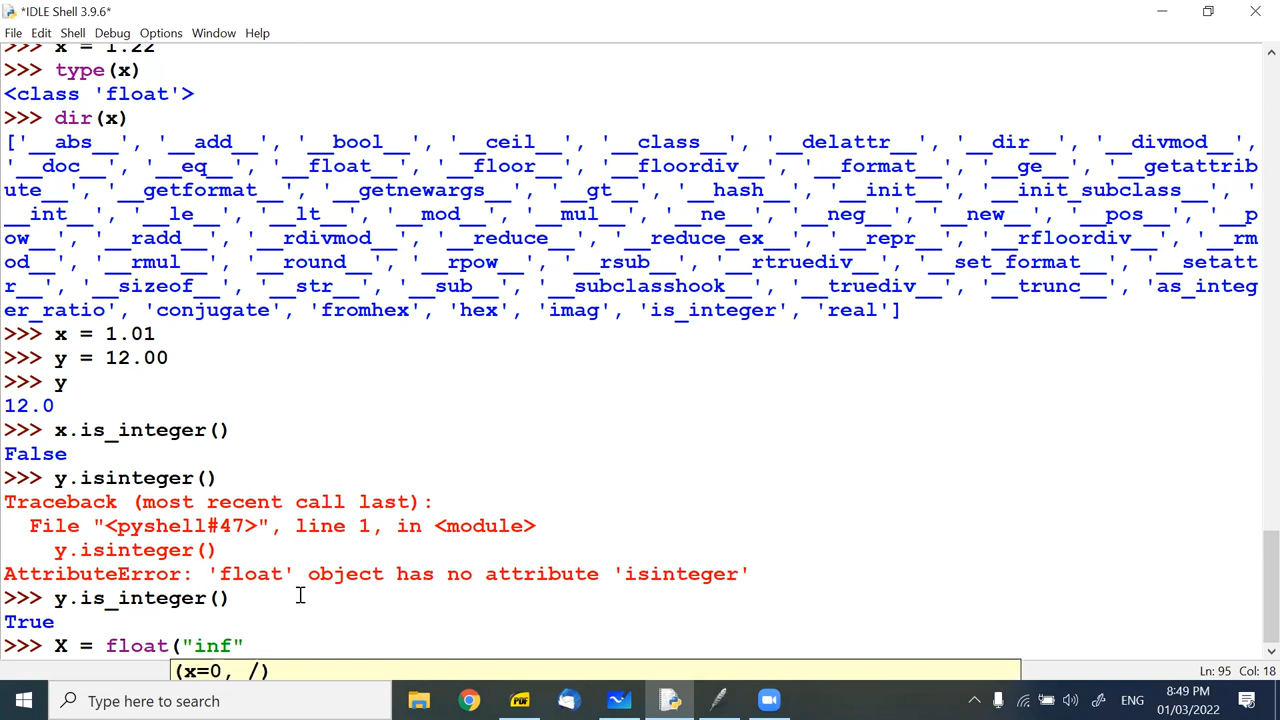 *IDLE Shell 3.9.6*
File Edit Shell Debug Options Window Help
>>> x = 1.22
>>> type(x)
<class 'float'>
>>> dir(x)
['__abs__', '__add__', '__bool__', '__ceil__', '__class__', '__delattr__', '__dir__', '__divmod__',
'__doc__', '__eq__', '__float__', '__floor__', '__floordiv__', '__format__', '__ge__', '__getattrib
ute__', '__getformat__', '__getnewargs__', '__gt__', '__hash__', '__init__', '__init_subclass__', '
__int__', '__le__', '__lt__', '__mod__', '__mul__', '__ne__', '__neg__', '__new__', '__pos__', '__p
ow__', '__radd__', '__rdivmod__', '__reduce__', '__reduce_ex__', '__repr__', '__rfloordiv__', '__rm
od__', '__rmul__', '__round__', '__rpow__', '__rsub__', '__rtruediv__', '__set_format__', '__setatt
r__', '__sizeof__', '__str__', '__sub__', '__subclasshook__', '__truediv__', '__trunc__', 'as_integ
er_ratio', 'conjugate', 'fromhex', 'hex', 'imag', 'is_integer', 'real']
>>> x = 1.01
>>> y = 12.00
>>> y
12.0
>>> x.is_integer()
False
>>> y.isinteger()
Traceback (most recent call last):
  File "<pyshell#47>", line 1, in <module>
    y.isinteger()
AttributeError: 'float' object has no attribute 'isinteger'
>>> y.is_integer()
True
>>> X = float("inf"
(x=0, /)
Ln: 95 Col: 18
Type here to search
PDF
ENG
8:49 PM
01/03/2022